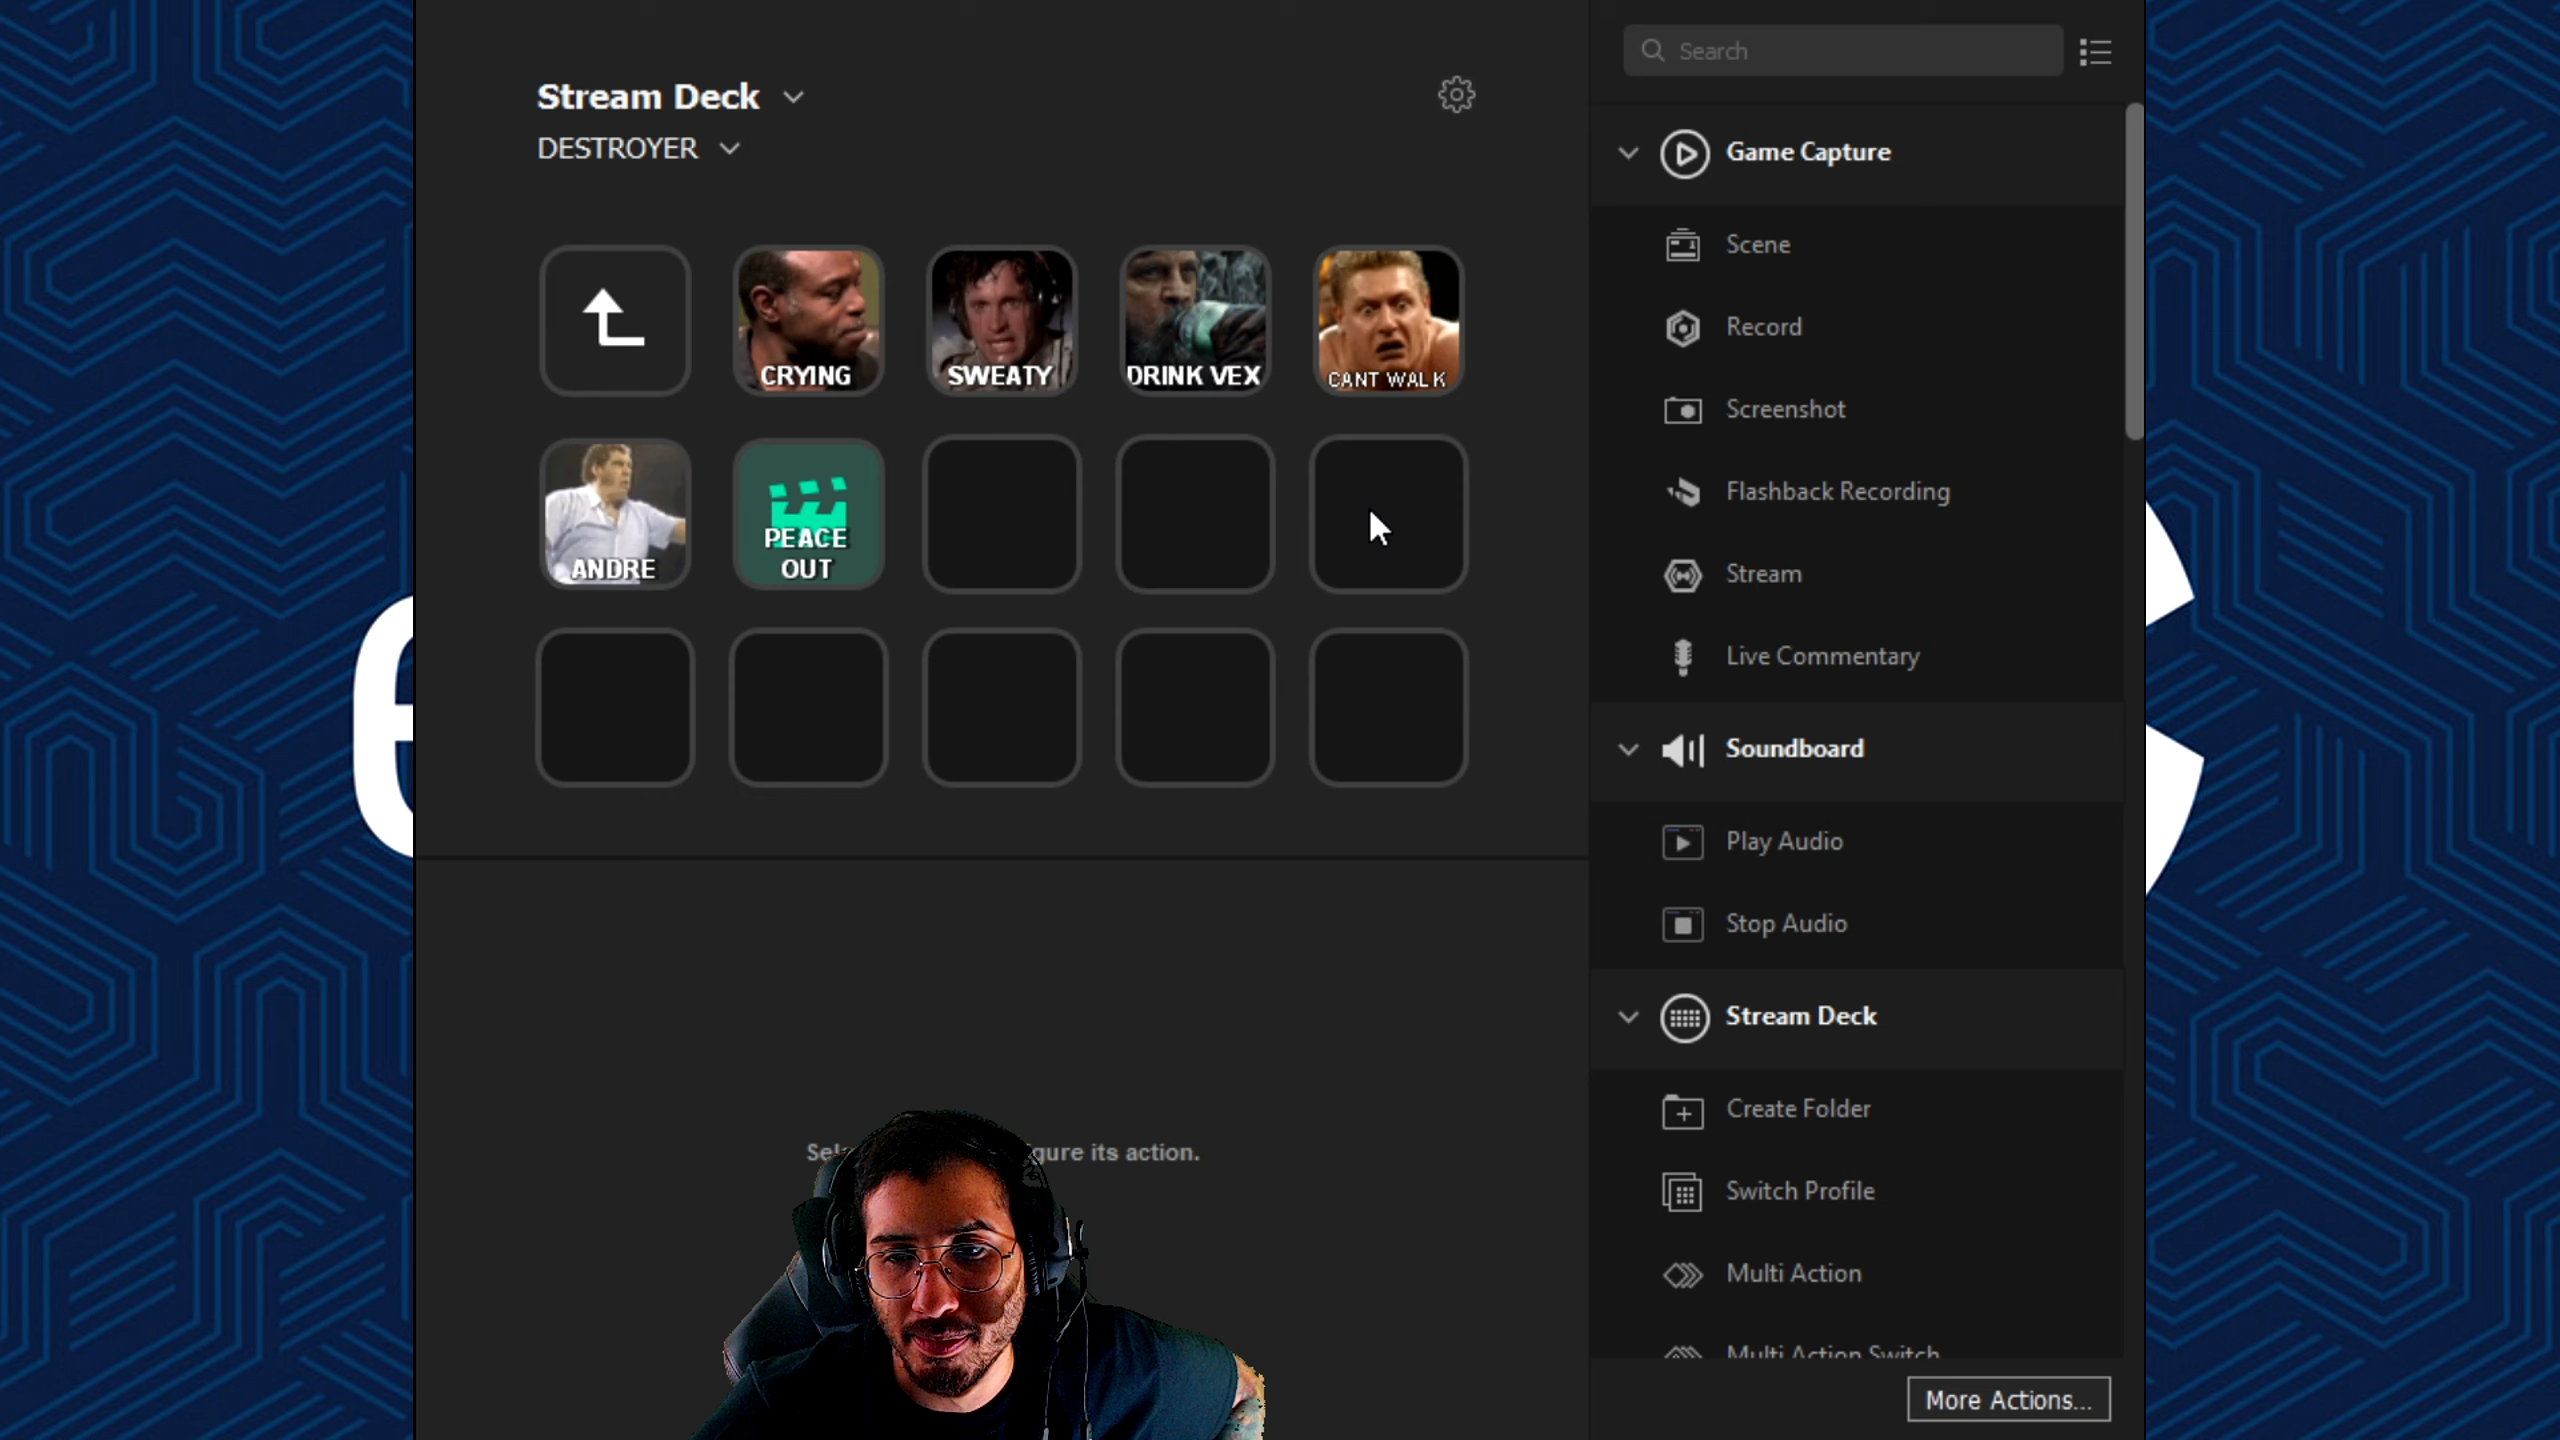 Stream Deck
DESTROYER
CRYING
SWEATY
DRINK VEX
CANT WALK
ANDRE
PEACE
OUT
gure its action.
Search
Game Capture
Scene
Record
Screenshot
Flashback Recording
Stream
Live Commentary
Soundboard
Play Audio
Stop Audio
Stream Deck
Create Folder
Switch Profile
Multi Action
Multi Action Switch
More Actions...